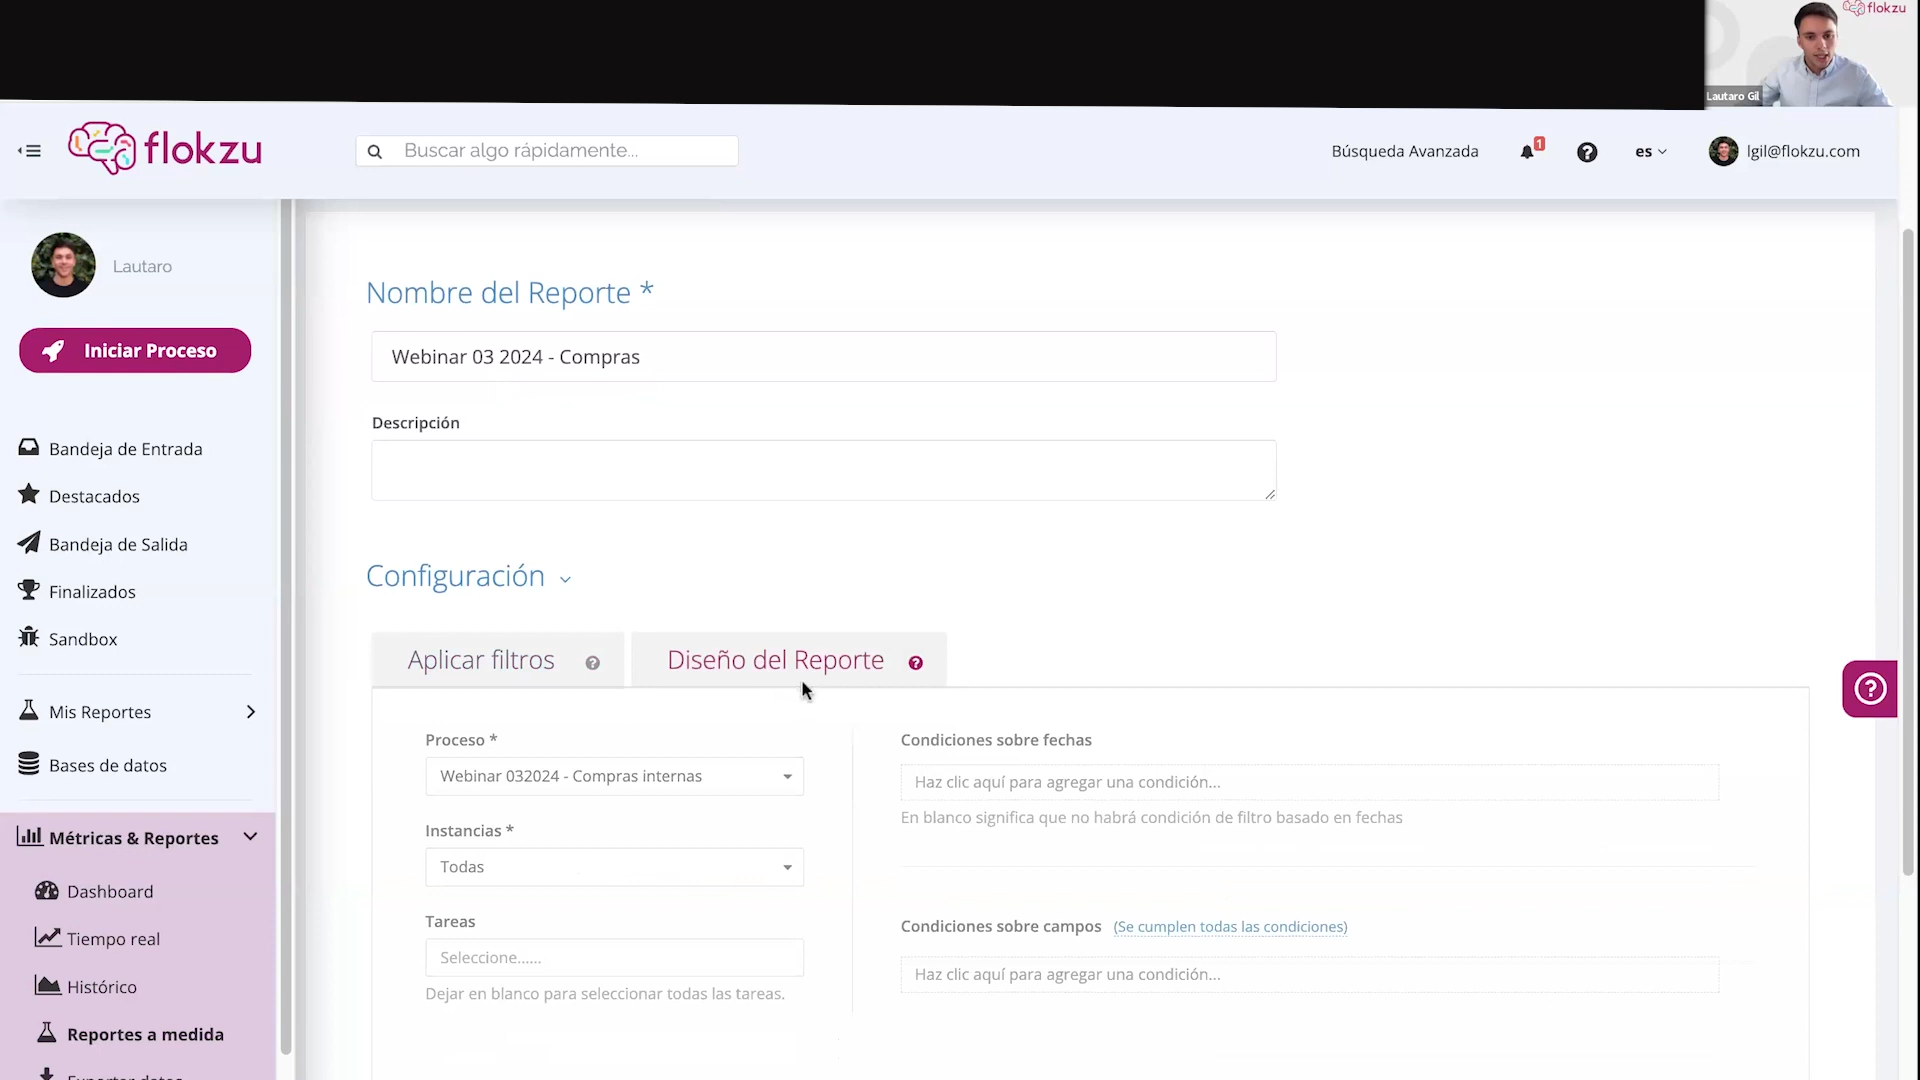 flokzu
Lautaro Gil
flokzu
Buscar algo rápidamente...
Búsqueda Avanzada
1
es
lgil@flokzu.com
Lautaro
Iniciar Proceso
Bandeja de Entrada
Destacados
Bandeja de Salida
Finalizados
Sandbox
Mis Reportes
Bases de datos
Métricas & Reportes
Dashboard
Tiempo real
Histórico
Reportes a medida
Exportar datos
Nombre del Reporte *
Webinar 03 2024 - Compras
Descripción
Configuración
Aplicar filtros ?
Diseño del Reporte ?
Proceso *
Webinar 032024 - Compras internas
Instancias *
Todas
Tareas
Seleccione......
Dejar en blanco para seleccionar todas las tareas.
Condiciones sobre fechas
Haz clic aquí para agregar una condición...
En blanco significa que no habrá condición de filtro basado en fechas
Condiciones sobre campos (Se cumplen todas las condiciones)
Haz clic aquí para agregar una condición...